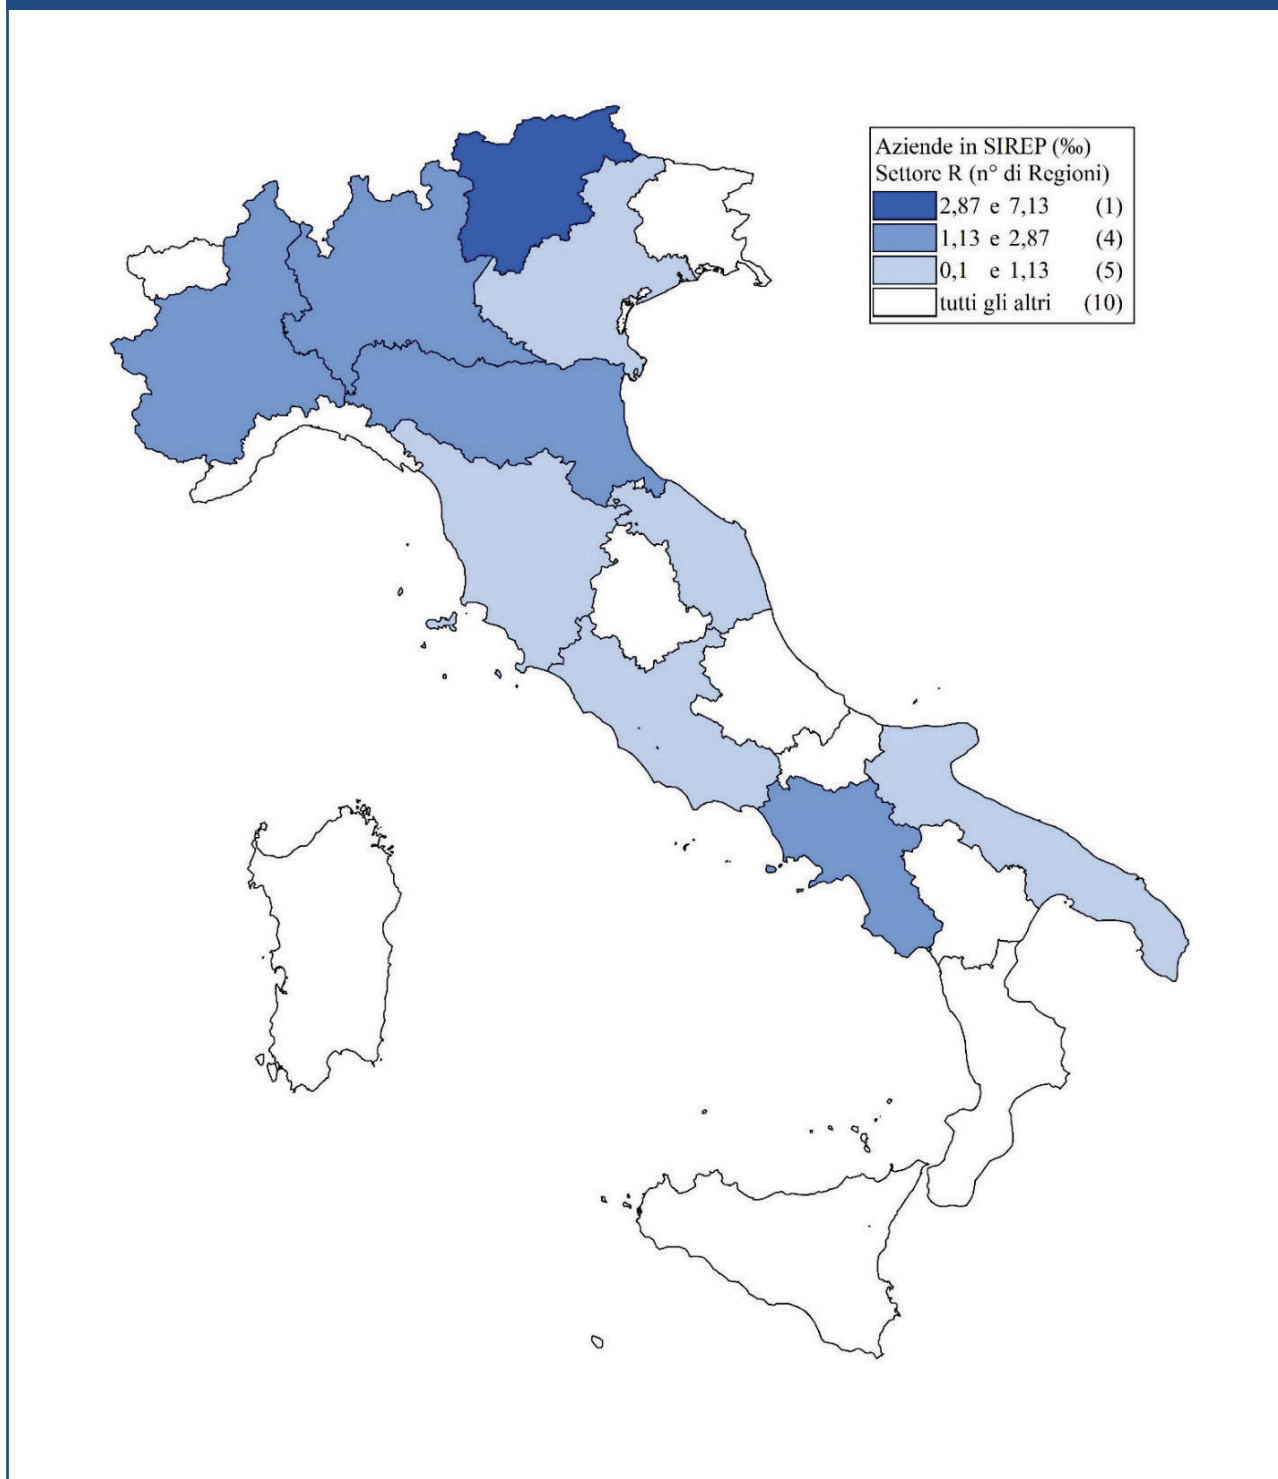 Aziende in SIREP (‰)
Settore R (n° di Regioni)
2,87 e 7,13 (1)
1,13 e 2,87 (4)
0,1 e 1,13 (5)
tutti gli altri (10)